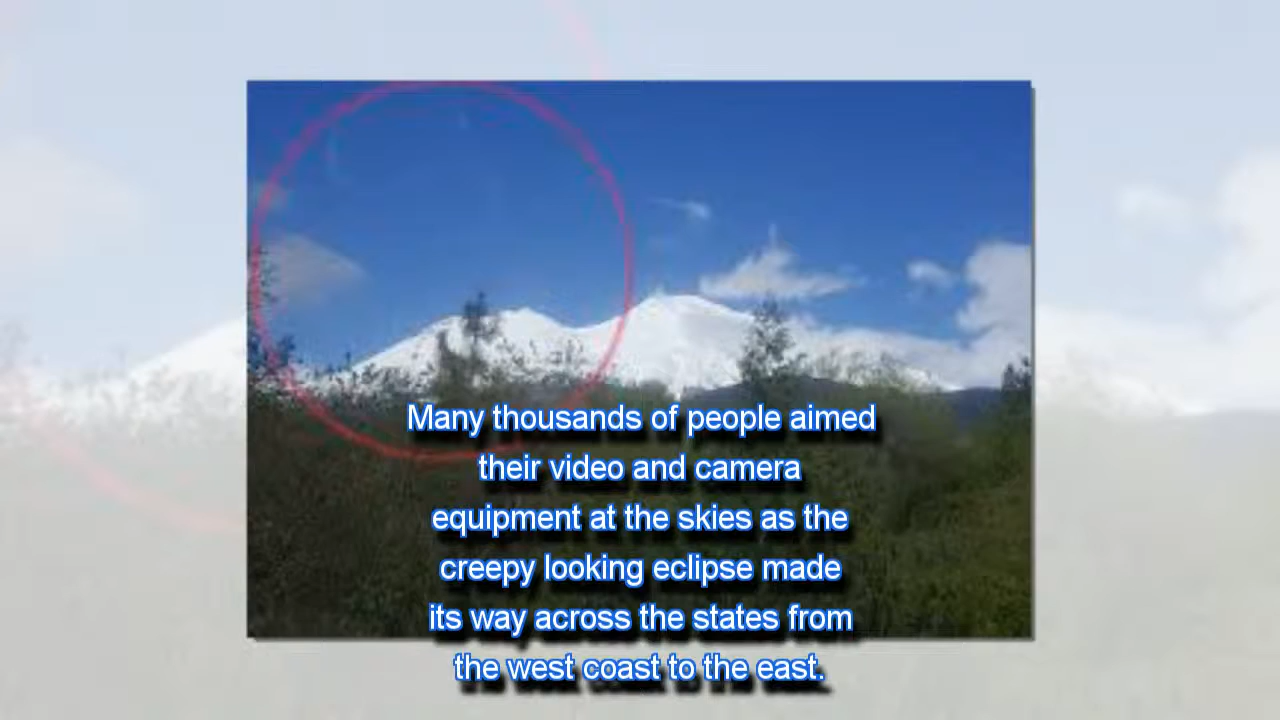 Many thousands of people aimed
their video and camera
equipment at the skies as the
creepy looking eclipse made
its way across the states from
the west coast to the east.